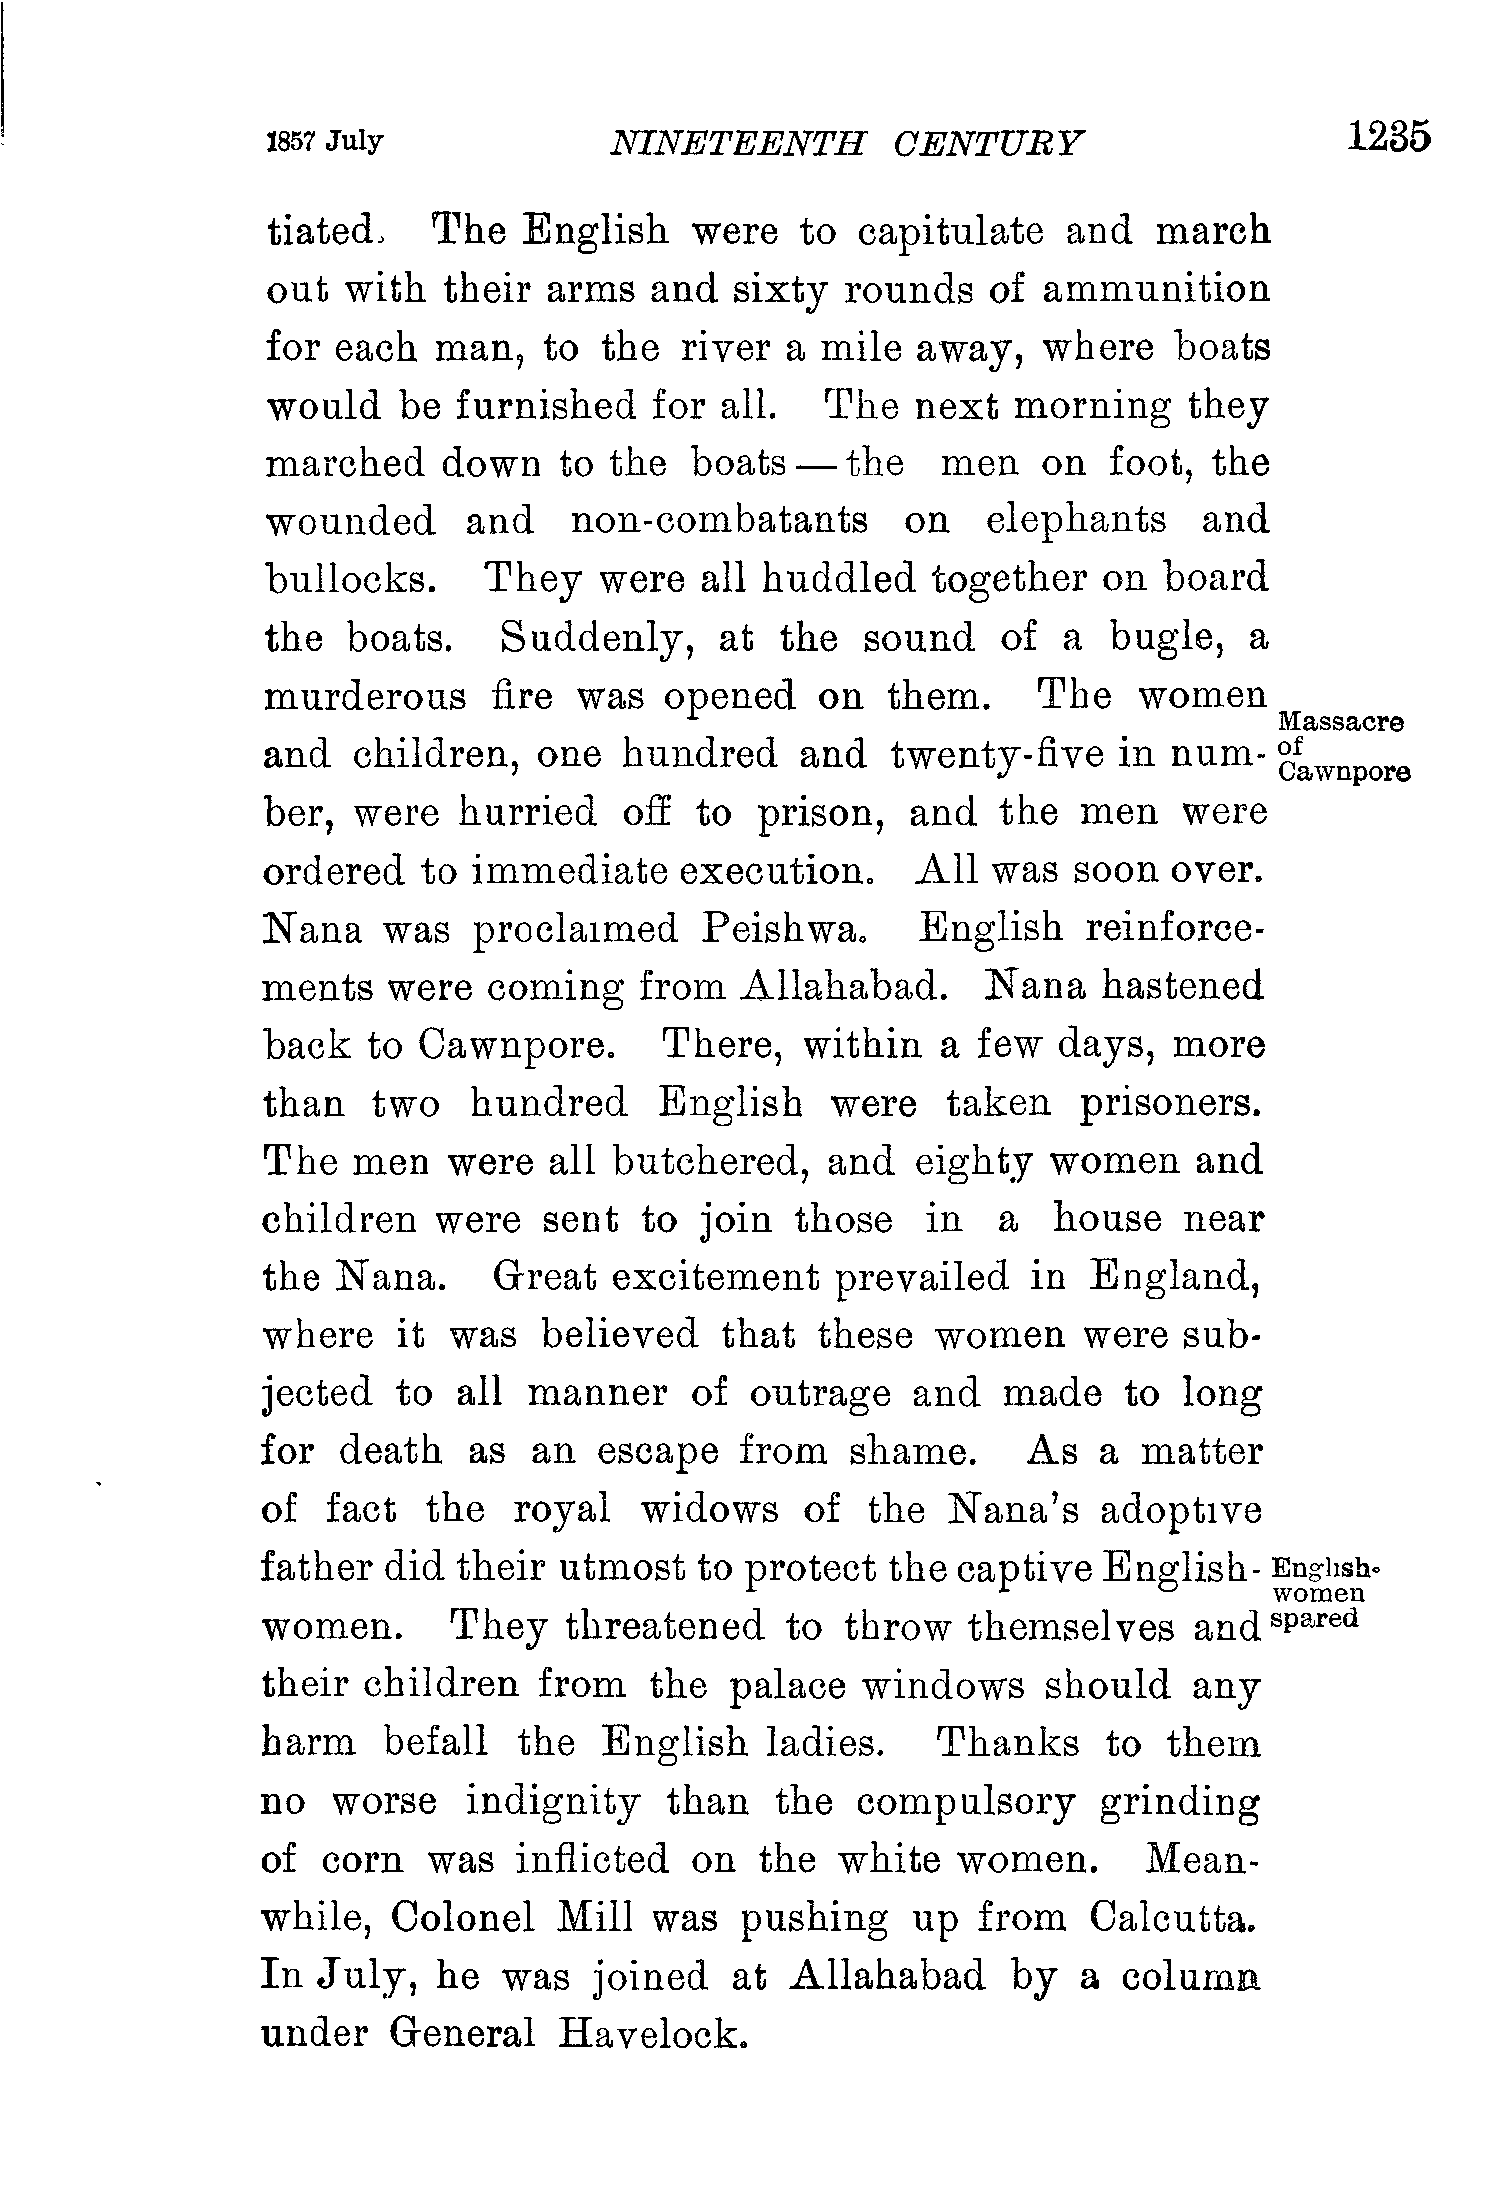 1857 July NINETEENTH CENTURY 1235
tiated. The English were to capitulate and march
out with their arms and sixty rounds of ammunition
for each man, to the river a mile away, where boats
would be furnished for all. The next morning they
marched down to the boats — the men on foot, the
wounded and non-combatants on elephants and
bullocks. They were all huddled together on board
the boats. Suddenly, at the sound of a bugle, a
murderous fire was opened on them. The women
and children, one hundred and twenty-five in num-
Massacre
of
Cawnpore
ber, were hurried off to prison, and the men were
ordered to immediate execution. All was soon over.
Nana was proclaimed Peishwa. English reinforce-
ments were coming from Allahabad. Nana hastened
back to Cawnpore. There, within a few days, more
than two hundred English were taken prisoners.
The men were all butchered, and eighty women and
children were sent to join those in a house near
the Nana. Great excitement prevailed in England,
where it was believed that these women were sub-
jected to all manner of outrage and made to long
for death as an escape from shame. As a matter
of fact the royal widows of the Nana's adoptive
father did their utmost to protect the captive English-
women. They threatened to throw themselves and
English-
women
spared
their children from the palace windows should any
harm befall the English ladies. Thanks to them
no worse indignity than the compulsory grinding
of corn was inflicted on the white women. Mean-
while, Colonel Mill was pushing up from Calcutta.
In July, he was joined at Allahabad by a column
under General Havelock.